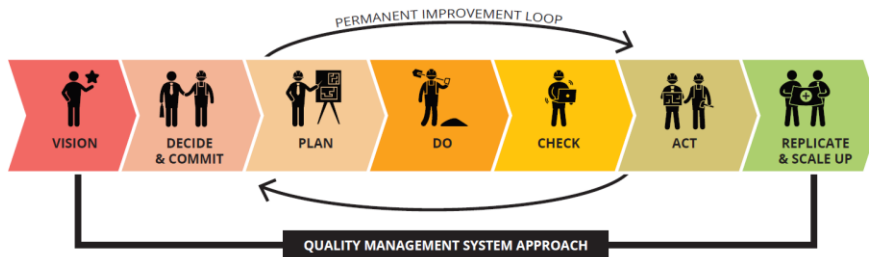 PERMANENT IMPROVEMENT LOOP
VISION
DECIDE
& COMMIT
PLAN
DO
CHECK
ACT
REPLICATE
& SCALE UP
QUALITY MANAGEMENT SYSTEM APPROACH